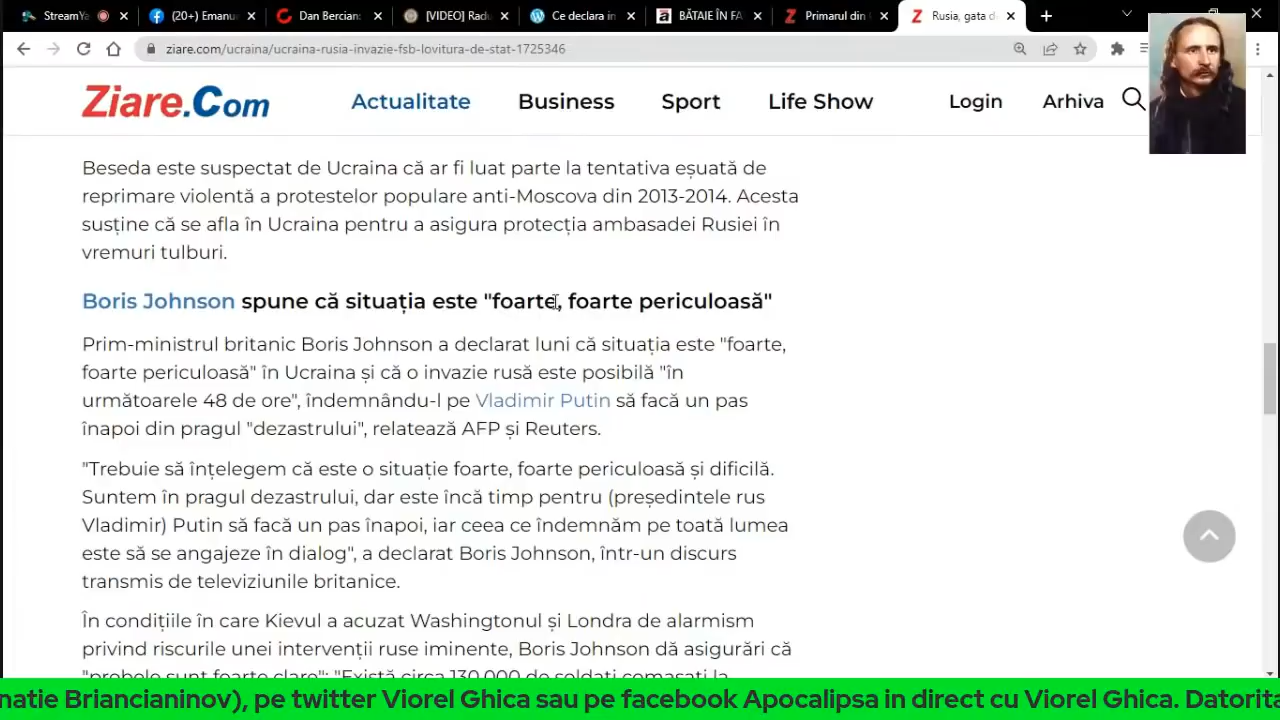 StreamYa
(20+) Emanue
Dan Bercian
[VIDEO] Radu
Ce declara in
BĂTAIE ÎN FA
Primarul din
Rusia, gata d
ziare.com/ucraina/ucraina-rusia-invazie-fsb-lovitura-de-stat-1725346
Ziare.Com
Actualitate
Business
Sport
Life Show
Login
Arhiva
Beseda este suspectat de Ucraina că ar fi luat parte la tentativa eșuată de
reprimare violentă a protestelor populare anti-Moscova din 2013-2014. Acesta
susține că se afla în Ucraina pentru a asigura protecția ambasadei Rusiei în
vremuri tulburi.
Boris Johnson spune că situația este "foarte, foarte periculoasă"
Prim-ministrul britanic Boris Johnson a declarat luni că situația este "foarte,
foarte periculoasă" în Ucraina și că o invazie rusă este posibilă "în
următoarele 48 de ore", îndemnându-l pe Vladimir Putin să facă un pas
înapoi din pragul "dezastrului", relatează AFP și Reuters.
"Trebuie să înțelegem că este o situație foarte, foarte periculoasă și dificilă.
Suntem în pragul dezastrului, dar este încă timp pentru (președintele rus
Vladimir) Putin să facă un pas înapoi, iar ceea ce îndemnăm pe toată lumea
este să se angajeze în dialog", a declarat Boris Johnson, într-un discurs
transmis de televiziunile britanice.
În condițiile în care Kievul a acuzat Washingtonul și Londra de alarmism
privind riscurile unei intervenții ruse iminente, Boris Johnson dă asigurări că
"probele sunt foarte clare": "Există circa 130.000 de soldați comasați la
natie Briancianinov), pe twitter Viorel Ghica sau pe facebook Apocalipsa in direct cu Viorel Ghica. Datorita